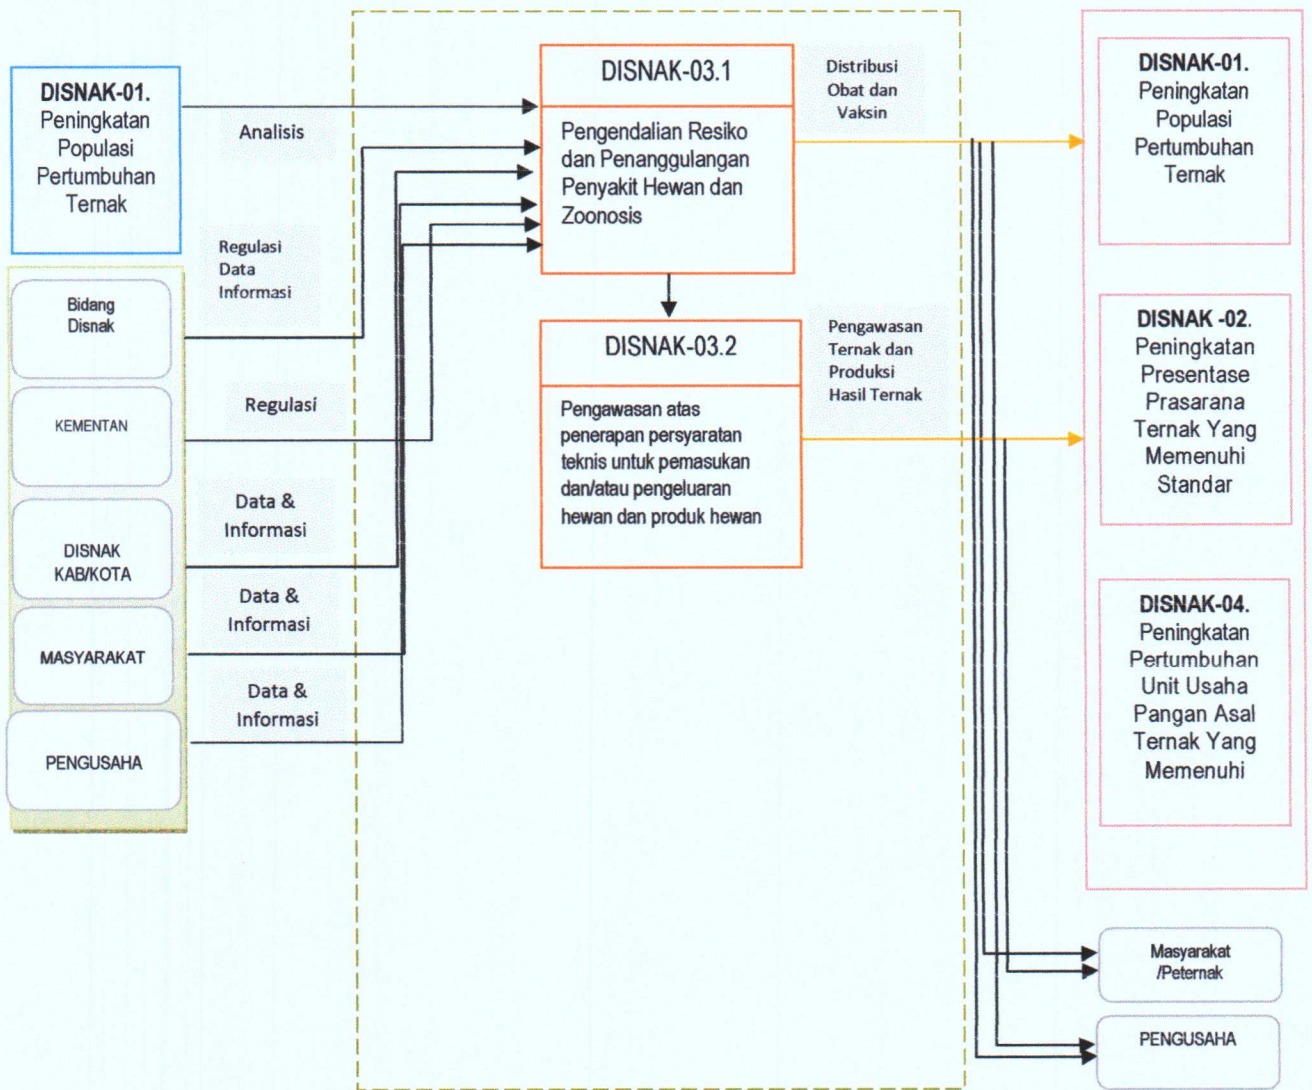 DISNAK-01.
Peningkatan
Populasi
Pertumbuhan
Ternak
Bidang
Disnak
KEMENTAN
DISNAK
KAB/KOTA
MASYARAKAT
PENGUSAHA
Analisis
Regulasi
Data
Informasi
Regulasi
Data &
Informasi
Data &
Informasi
Data &
Informasi
DISNAK-03.1
Pengendalian Resiko
dan Penanggulangan
Penyakit Hewan dan
Zoonosis
DISNAK-03.2
Pengawasan atas
penerapan persyaratan
teknis untuk pemasukan
dan/atau pengeluaran
hewan dan produk hewan
Distribusi
Obat dan
Vaksin
Pengawasan
Ternak dan
Produksi
Hasil Ternak
DISNAK-01.
Peningkatan
Populasi
Pertumbuhan
Ternak
DISNAK -02.
Peningkatan
Presentase
Prasarana
Ternak Yang
Memenuhi
Standar
DISNAK-04.
Peningkatan
Pertumbuhan
Unit Usaha
Pangan Asal
Ternak Yang
Memenuhi
Masyarakat
/Peternak
PENGUSAHA